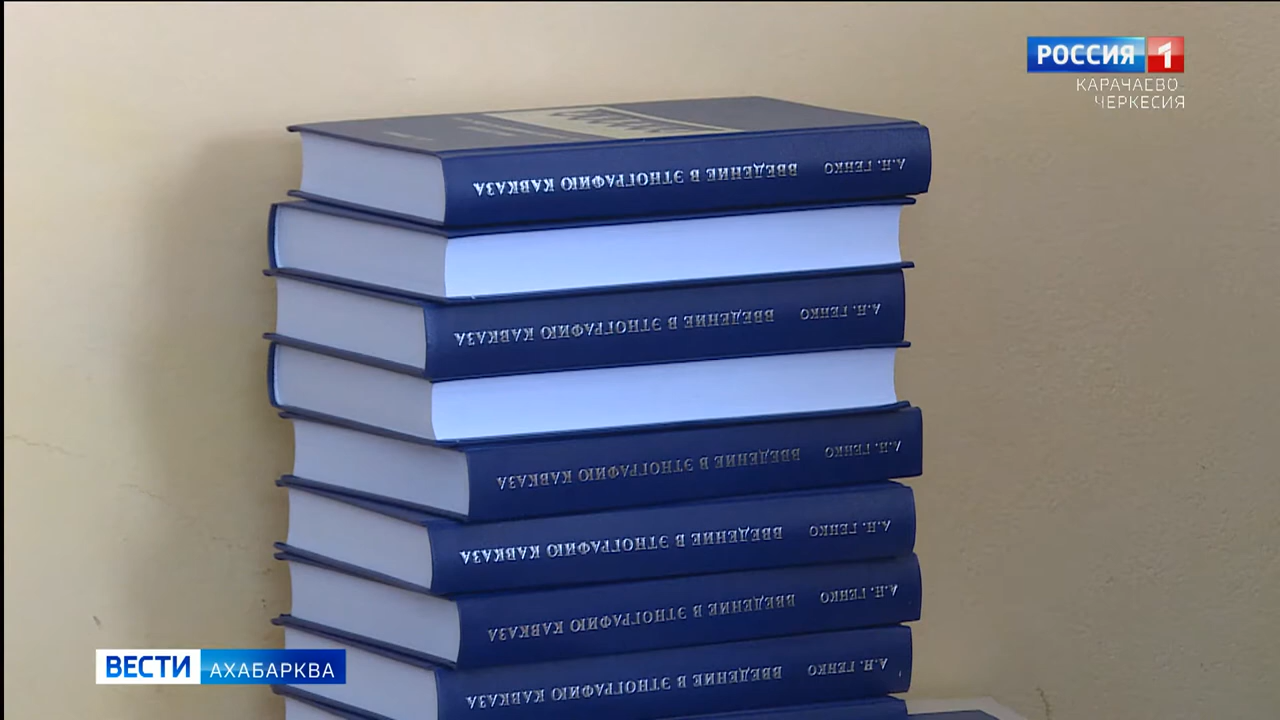 РОССИЯ 1
КАРАЧАЕВО
ЧЕРКЕСИЯ
А.Н. ГЕНКО ВВЕДЕНИЕ В ЭТНОГРАФИЮ КАВКАЗА
А.Н. ГЕНКО ВВЕДЕНИЕ В ЭТНОГРАФИЮ КАВКАЗА
А.Н. ГЕНКО ВВЕДЕНИЕ В ЭТНОГРАФИЮ КАВКАЗА
А.Н. ГЕНКО ВВЕДЕНИЕ В ЭТНОГРАФИЮ КАВКАЗА
А.Н. ГЕНКО ВВЕДЕНИЕ В ЭТНОГРАФИЮ КАВКАЗА
А.Н. ГЕНКО ВВЕДЕНИЕ В ЭТНОГРАФИЮ КАВКАЗА
ВЕСТИ АХАБАРКВА